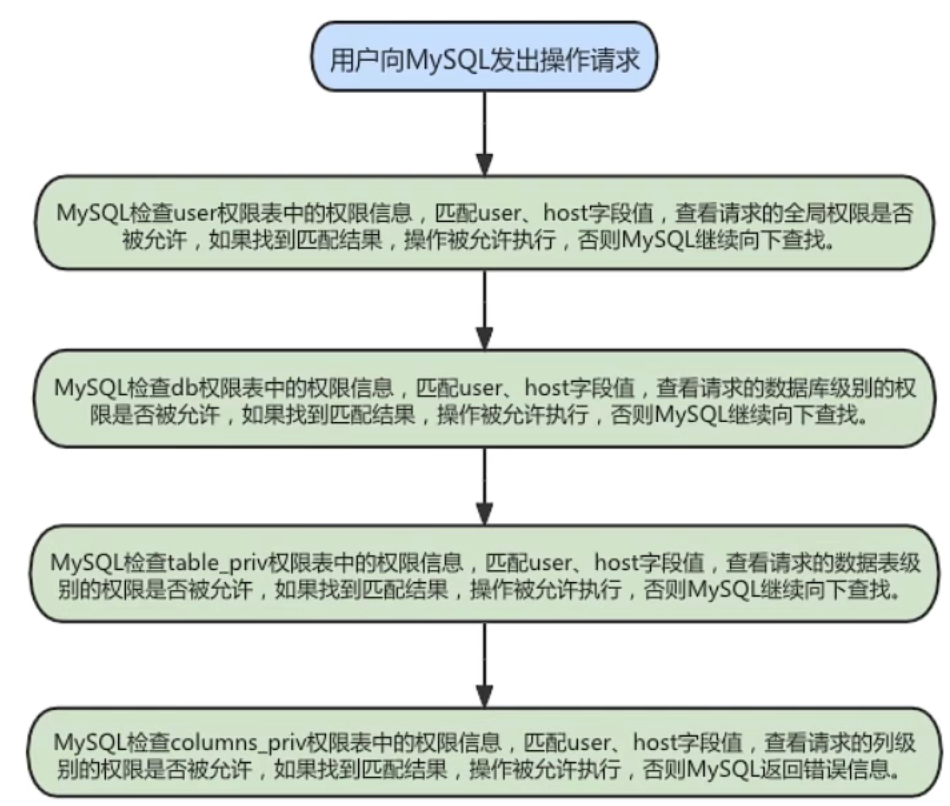 用户向MySQL发出操作请求
MySQL检查user权限表中的权限信息，匹配user、host字段值，查看请求的全局权限是否
被允许，如果找到匹配结果，操作被允许执行，否则MySQL继续向下查找。
MySQL检查db权限表中的权限信息，匹配user、host字段值，查看请求的数据库级别的权
限是否被允许，如果找到匹配结果，操作被允许执行，否则MySQL继续向下查找。
MySQL检查table_priv权限表中的权限信息，匹配user、host字段值，查看请求的数据表级
别的权限是否被允许，如果找到匹配结果，操作被允许执行，否则MySQL继续向下查找。
MySQL检查columns_priv权限表中的权限信息，匹配user、host字段值，查看请求的列级
别的权限是否被允许，如果找到匹配结果，操作被允许执行，否则MySQL返回错误信息。